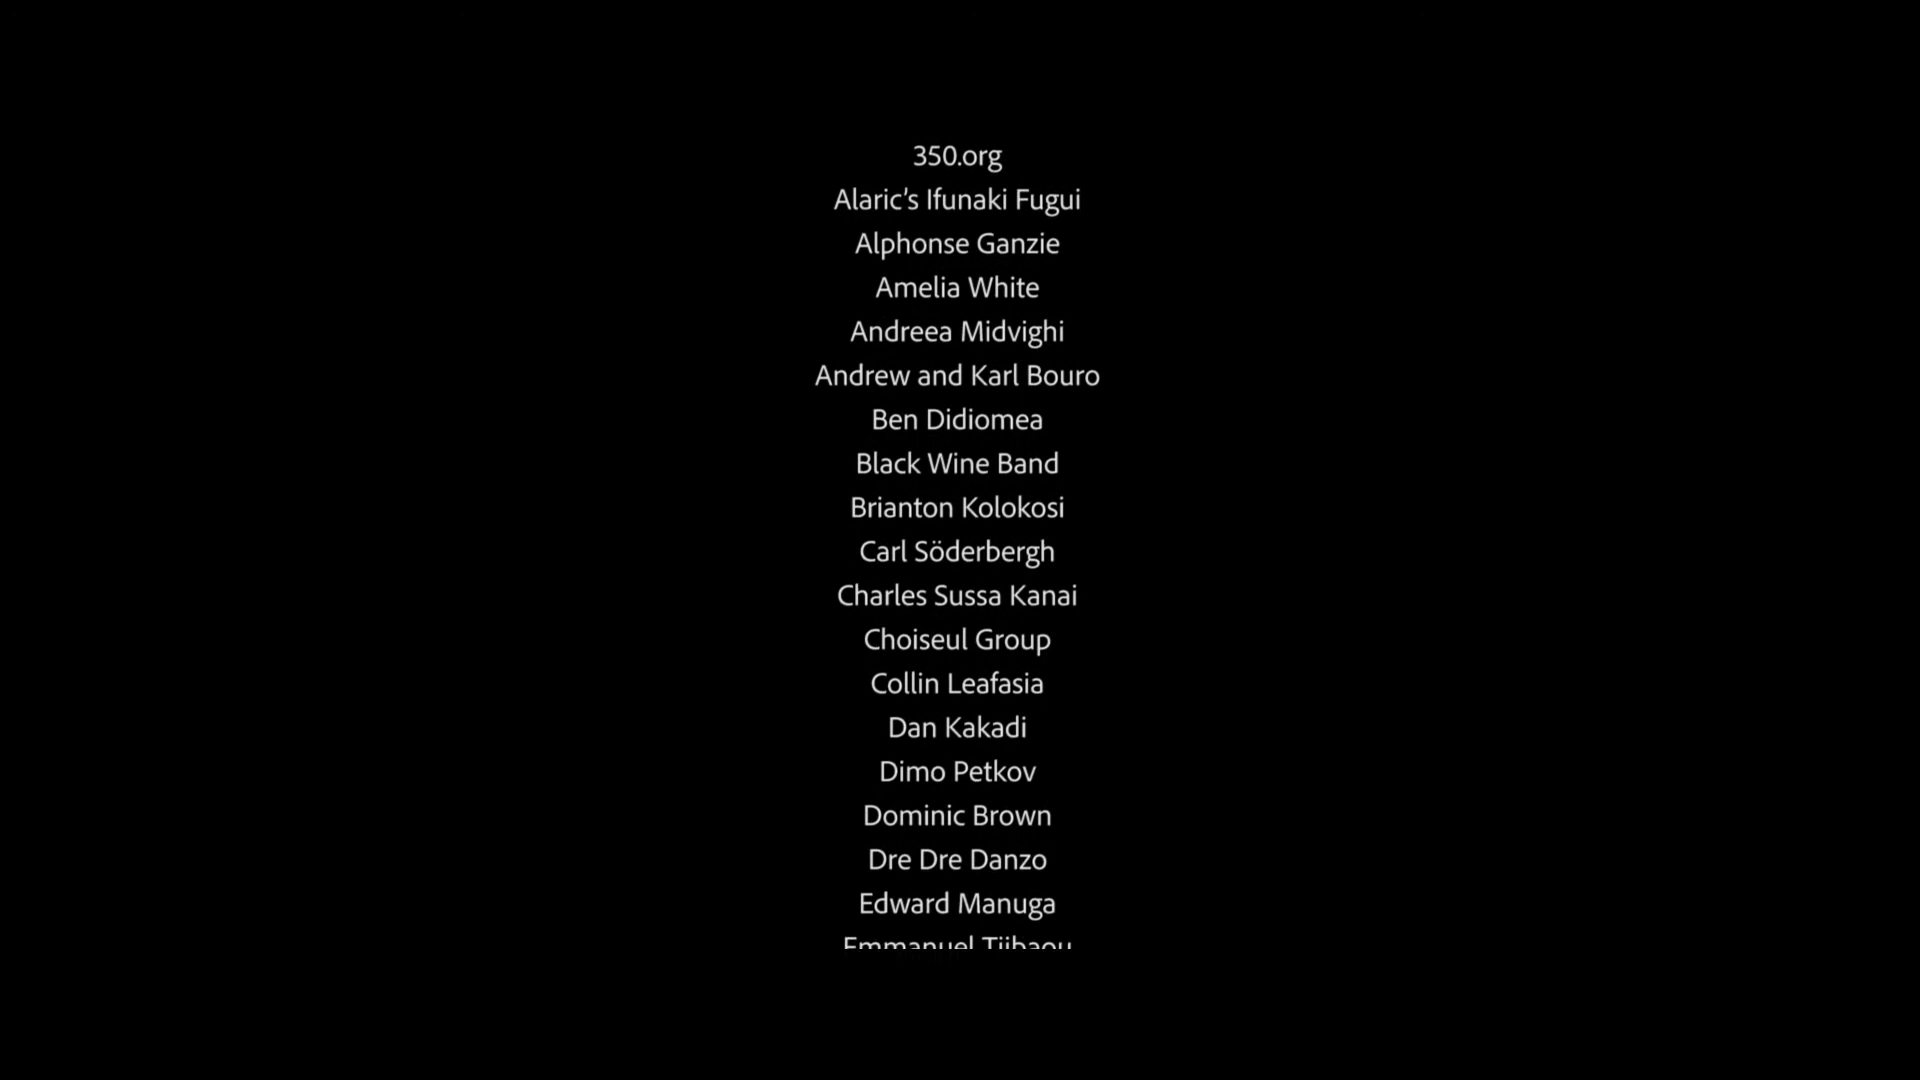 350.org
Alaric’s Ifunaki Fugui
Alphonse Ganzie
Amelia White
Andreea Midvighi
Andrew and Karl Bouro
Ben Didiomea
Black Wine Band
Brianton Kolokosi
Carl Söderbergh
Charles Sussa Kanai
Choiseul Group
Collin Leafasia
Dan Kakadi
Dimo Petkov
Dominic Brown
Dre Dre Danzo
Edward Manuga
Emmanuel Tjibaou